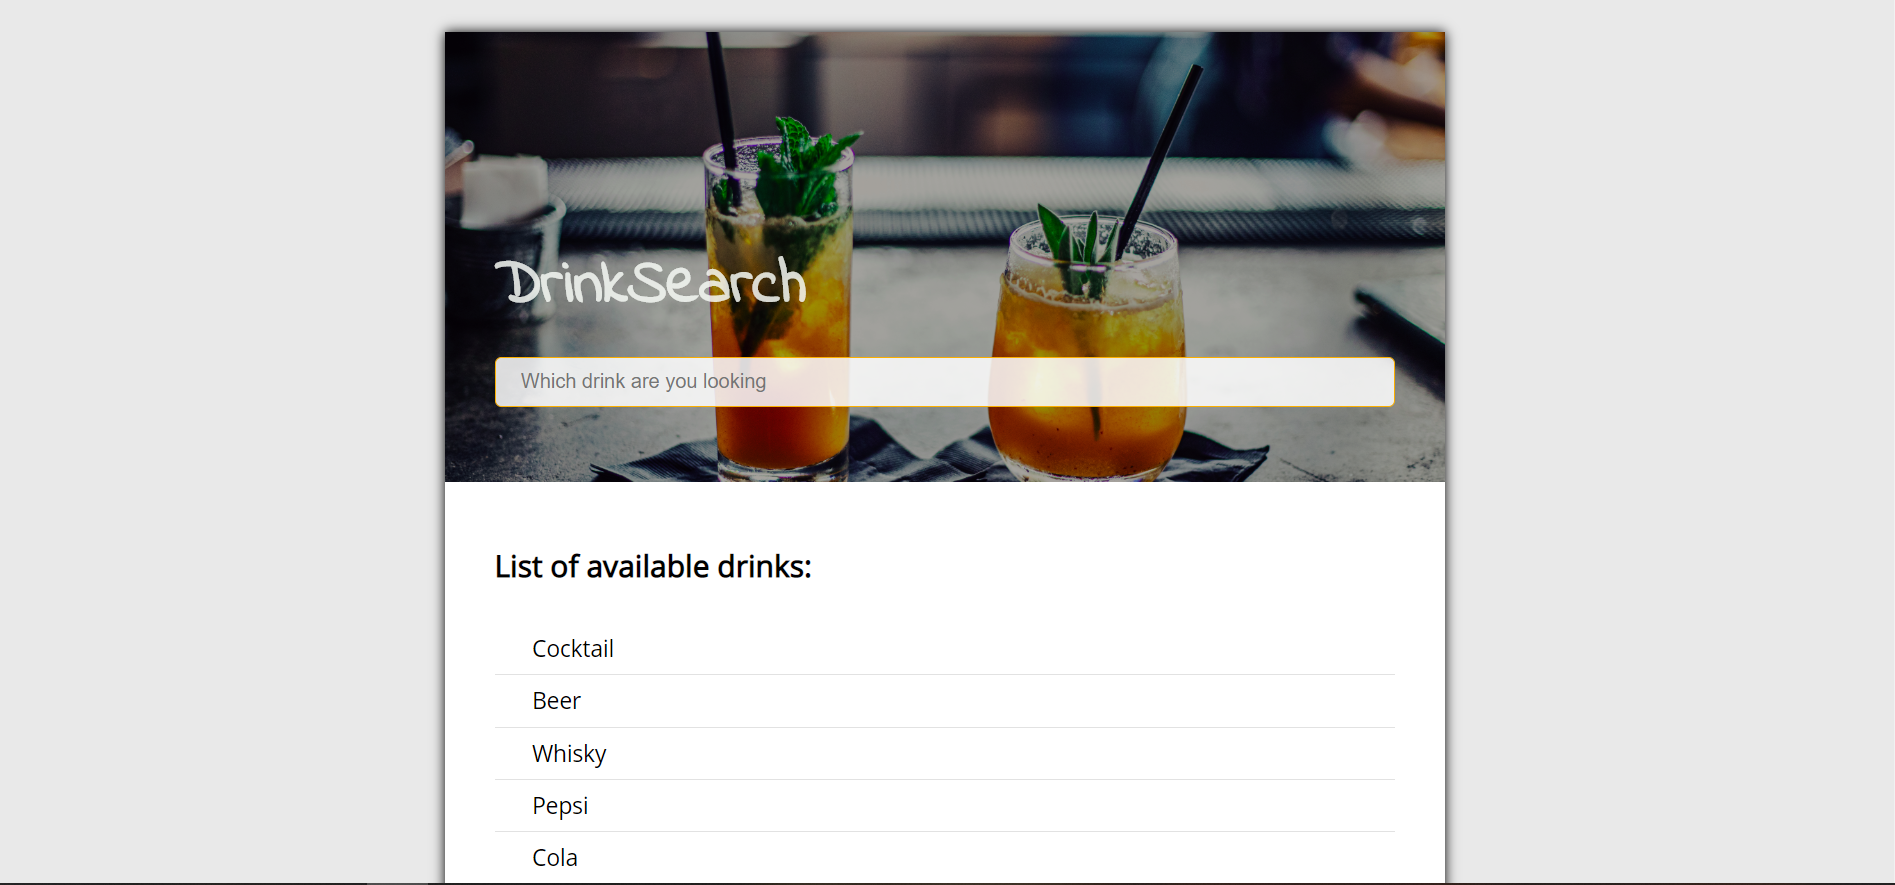 DrinkSearch
Which drink are you looking
List of available drinks:
Cocktail
Beer
Whisky
Pepsi
Cola